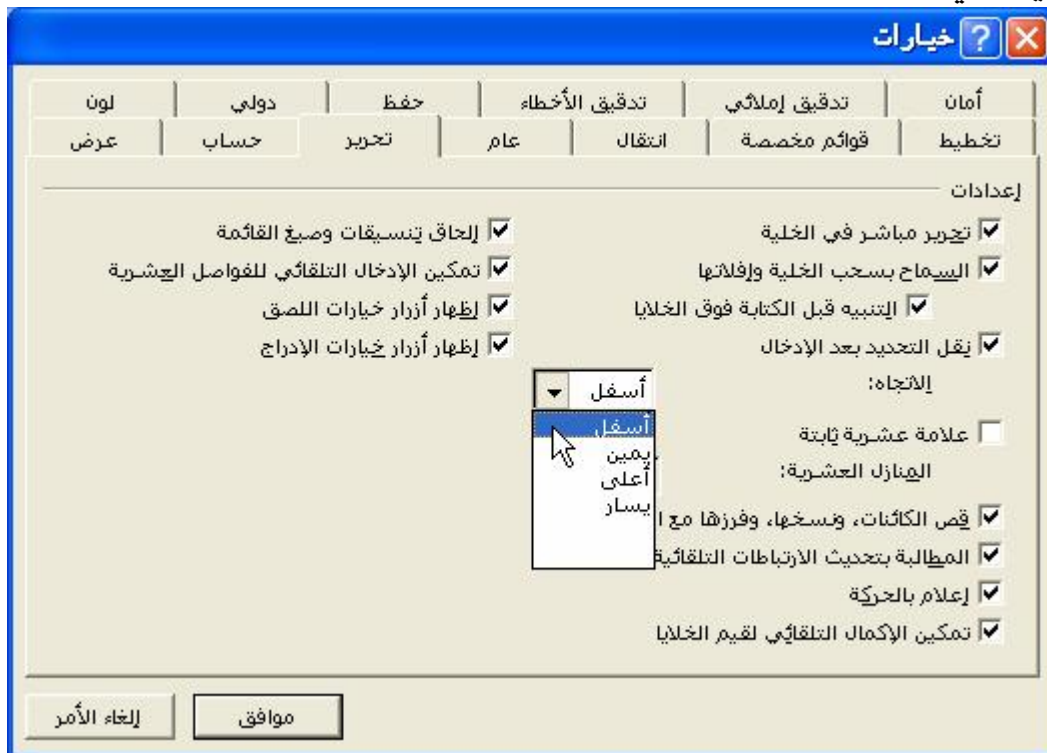 خيارات
أمان تدقيق إملائي تدقيق الأخطاء حفظ دولي لون
تخطيط قوائم مخصصة انتقال عام تحرير حساب عرض
إعدادات
تحرير مباشر في الخلية
السماح بسحب الخلية وإفلاتها
التنبيه قبل الكتابة فوق الخلايا
نقل التحديد بعد الإدخال
الاتجاه: أسفل
أسفل
يمين
أعلى
يسار
علامة عشرية ثابتة
المنازل العشرية:
قص الكائنات، ونسخها، وفرزها مع
المطالبة بتحديث الارتباطات التلقائية
إعلام بالحركة
تمكين الإكمال التلقائي لقيم الخلايا
إلحاق تنسيقات وصيغ القائمة
تمكين الإدخال التلقائي للفواصل العشرية
إظهار أزرار خيارات اللصق
إظهار أزرار خيارات الإدراج
موافق إلغاء الأمر